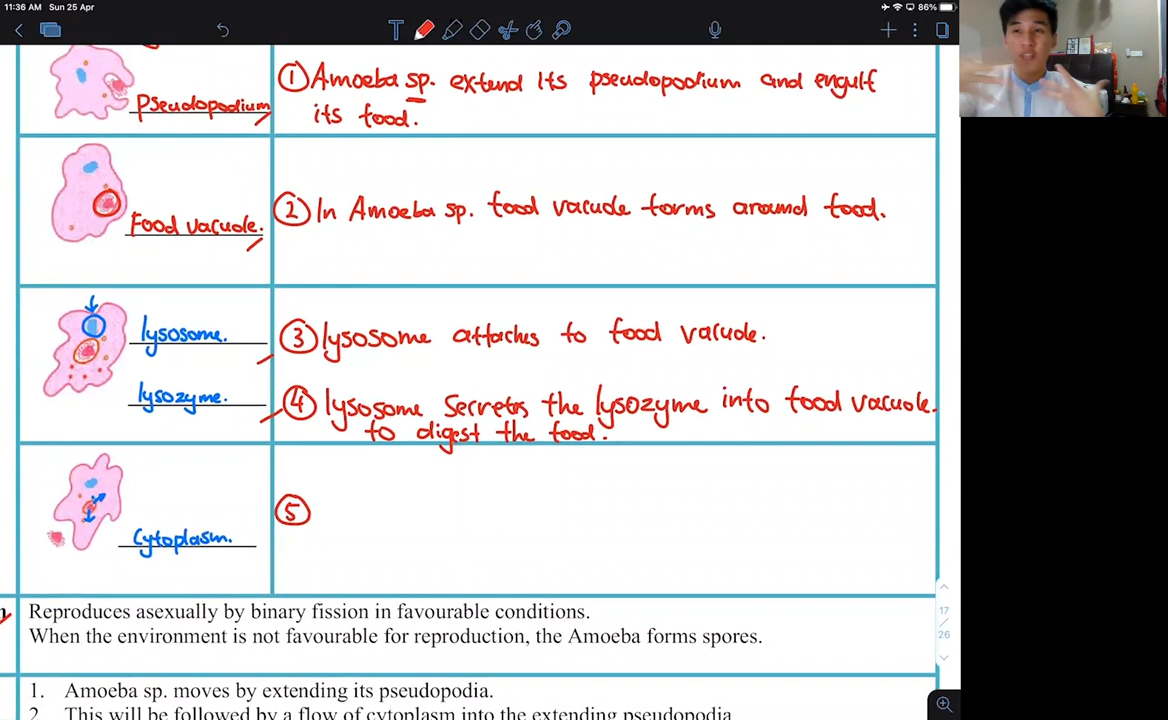 11:36 AM Sun 25 Apr
86%
T
Pseudopodium
① Amoeba sp. extend its pseudopodium and engulf
its food.
Food vacuole.
② In Amoeba sp. food vacuole forms around food.
lysosome.
③ lysosome attaches to food vacuole.
lysozyme.
④ lysosome secretes the lysozyme into food vacuole.
to digest the food.
Cytoplasm.
⑤
17
/
26
Reproduces asexually by binary fission in favourable conditions.
When the environment is not favourable for reproduction, the Amoeba forms spores.
1. Amoeba sp. moves by extending its pseudopodia.
2. This will be followed by a flow of cytoplasm into the extending pseudopodia